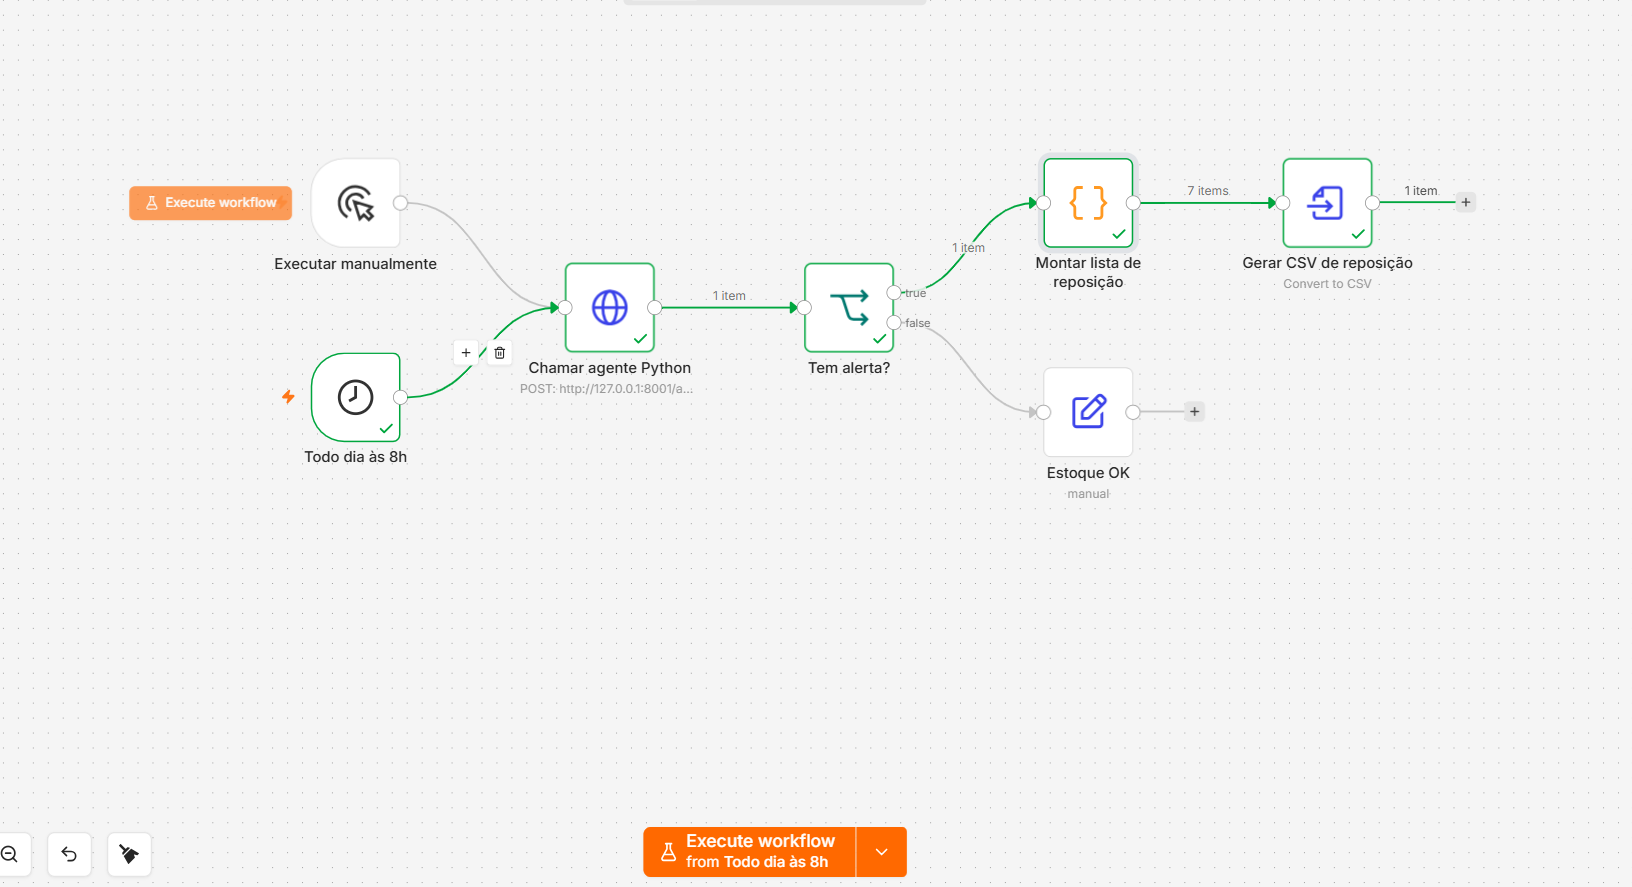 Execute workflow
Executar manualmente
Todo dia às 8h
Chamar agente Python
POST: http://127.0.0.1:8001/a...
1 item
Tem alerta?
true
false
1 item
Montar lista de
reposição
7 items
Gerar CSV de reposição
Convert to CSV
1 item
Estoque OK
manual
Execute workflow
from Todo dia às 8h